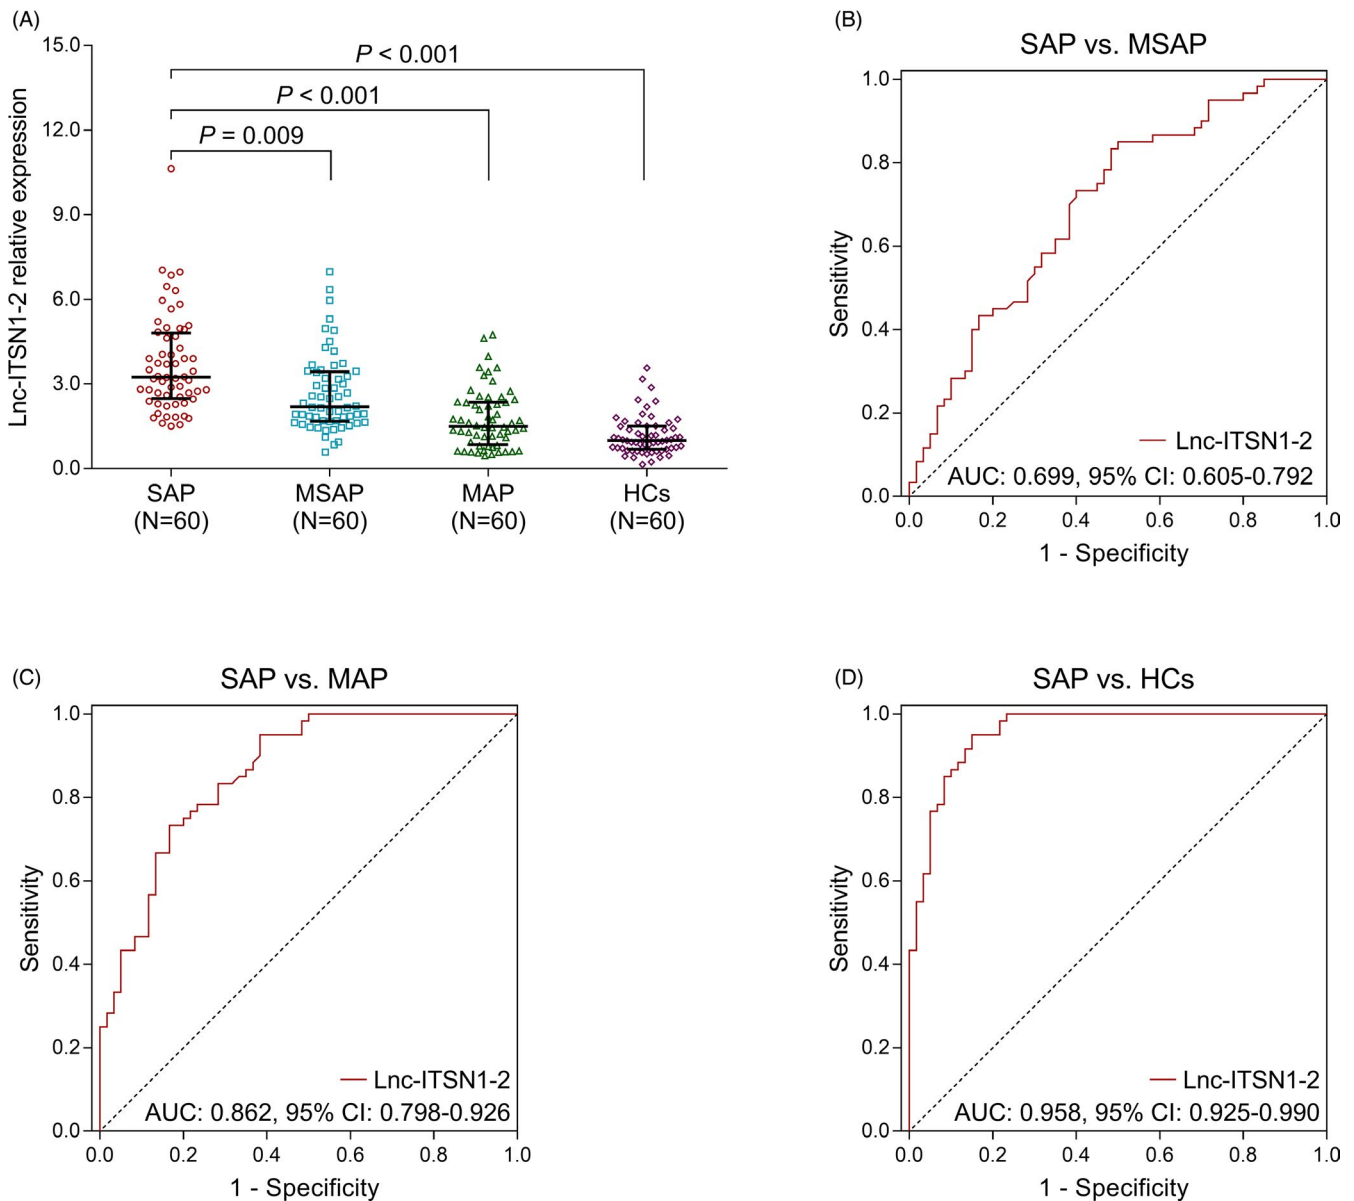 (A)
Lnc-ITSN1-2 relative expression
15.0
12.0
9.0
6.0
3.0
0.0
P < 0.001
P < 0.001
P = 0.009
SAP
(N=60)
MSAP
(N=60)
MAP
(N=60)
HCs
(N=60)
(B)
SAP vs. MSAP
Sensitivity
1.0
0.8
0.6
0.4
0.2
0.0
Lnc-ITSN1-2
AUC: 0.699, 95% CI: 0.605-0.792
0.0 0.2 0.4 0.6 0.8 1.0
1 - Specificity
(C)
SAP vs. MAP
Sensitivity
1.0
0.8
0.6
0.4
0.2
0.0
Lnc-ITSN1-2
AUC: 0.862, 95% CI: 0.798-0.926
0.0 0.2 0.4 0.6 0.8 1.0
1 - Specificity
(D)
SAP vs. HCs
Sensitivity
1.0
0.8
0.6
0.4
0.2
0.0
Lnc-ITSN1-2
AUC: 0.958, 95% CI: 0.925-0.990
0.0 0.2 0.4 0.6 0.8 1.0
1 - Specificity